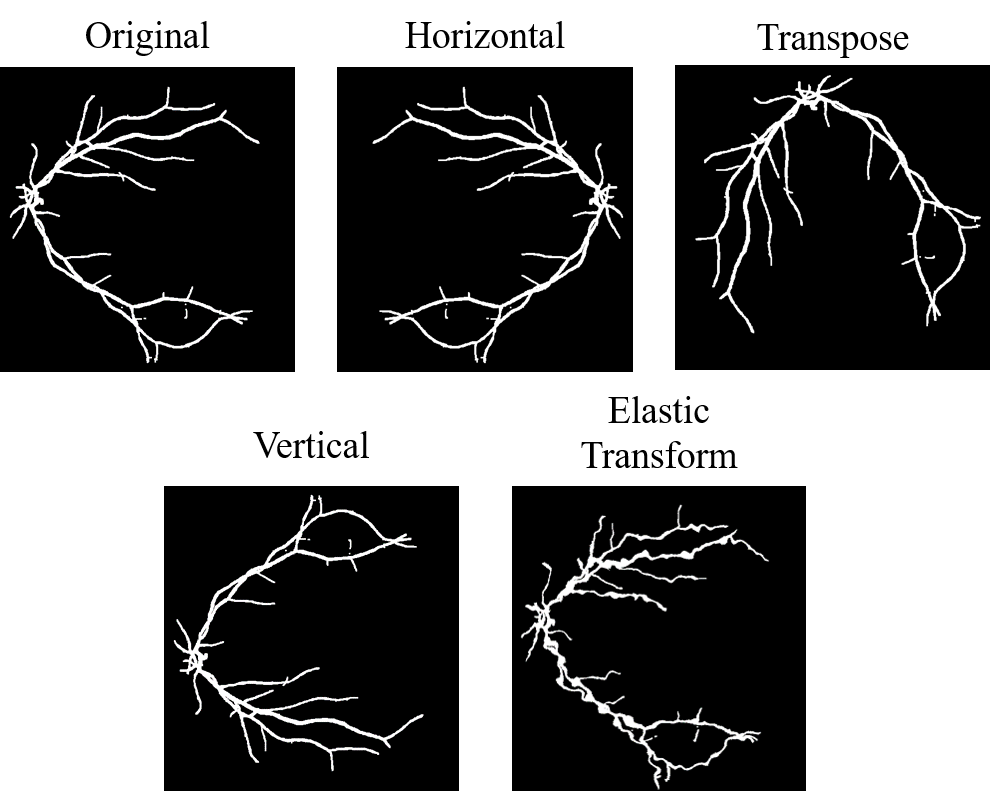 Original
Horizontal
Transpose
Vertical
Elastic
Transform